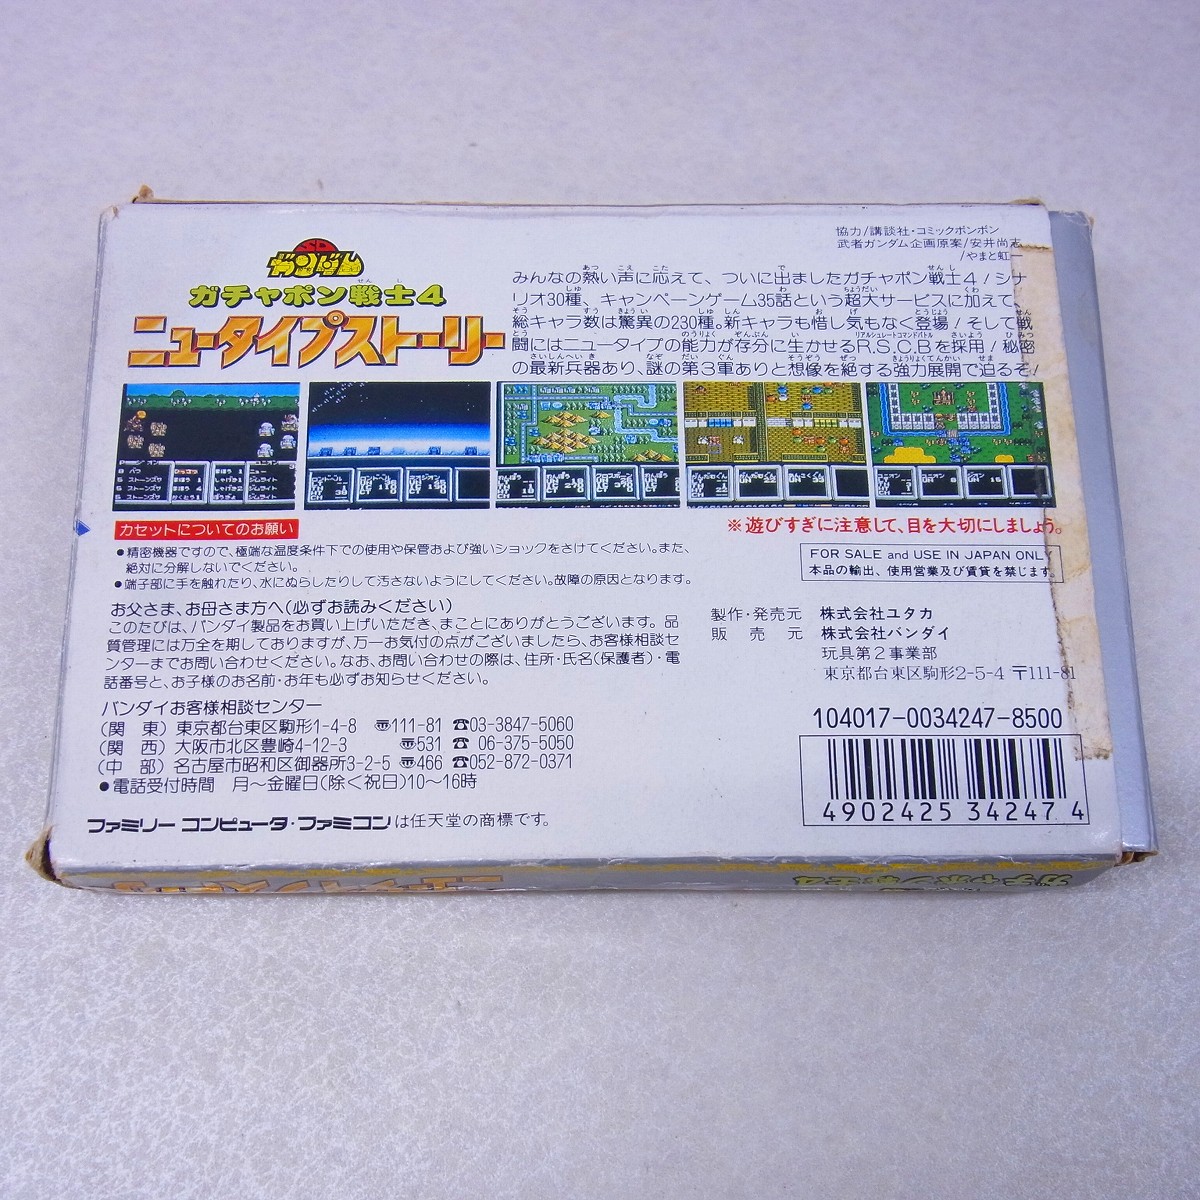 協力/講談社・コミックボンボン
武者ガンダム企画原案/安井尚志
/やまと虹一
SD
ガンダム
ガチャポン戦士4
ニュータイプストーリー
みんなの熱い声に応えて、ついに出ましたガチャポン戦士4!シナ
リオ30種、キャンペーンゲーム35話という超大サービスに加えて、
総キャラ数は驚異の230種。新キャラも惜し気もなく登場!そして戦
闘にはニュータイプの能力が存分に生かせるR.S.C.Bを採用!秘密
の最新兵器あり、謎の第3軍ありと想像を絶する強力展開で迫るぞ!
カセットについてのお願い
●精密機器ですので、極端な温度条件下での使用や保管および強いショックをさけてください。また、
絶対に分解しないでください。
●端子部に手を触れたり、水にぬらしたりして汚さないようにしてください。故障の原因となります。
※遊びすぎに注意して、目を大切にしましょう。
FOR SALE and USE IN JAPAN ONLY
本品の輸出、使用営業及び賃貸を禁じます。
お父さま、お母さま方へ(必ずお読みください)
このたびは、バンダイ製品をお買い上げいただき、まことにありがとうございます。品
質管理には万全を期しておりますが、万一お気付の点がございましたら、お客様相談セ
ンターまでお問い合わせください。なお、お問い合わせの際は、住所・氏名(保護者)・電
話番号と、お子様のお名前・お年も必ずお知らせください。
製作・発売元 株式会社ユタカ
販売元 株式会社バンダイ
玩具第2事業部
東京都台東区駒形2-5-4 〒111-81
バンダイお客様相談センター
(関東) 東京都台東区駒形1-4-8 〠111-81 ☎03-3847-5060
(関西) 大阪市北区豊崎4-12-3 〠531 ☎06-375-5050
(中部) 名古屋市昭和区御器所3-2-5 〠466 ☎052-872-0371
●電話受付時間 月〜金曜日(除く祝日)10〜16時
104017-0034247-8500
4902425 342474
ファミリーコンピュータ・ファミコンは任天堂の商標です。
ニュータイプストーリー
ガチャポン戦士4